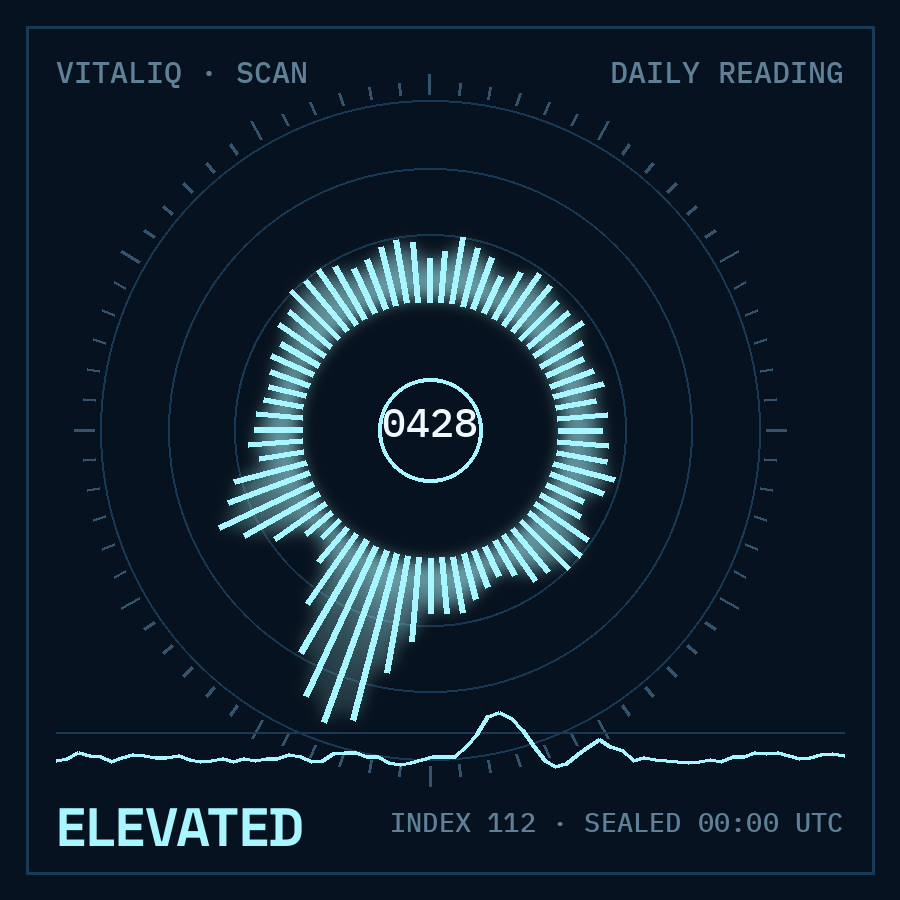 VITALIQ · SCAN
DAILY READING
0428
ELEVATED
INDEX 112 · SEALED 00:00 UTC